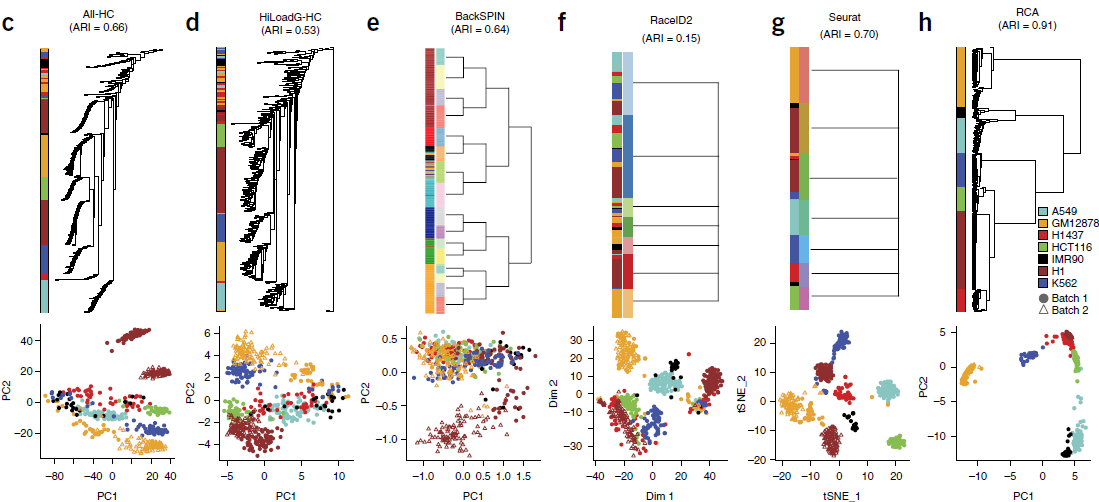 c
All-HC
(ARI = 0.66)
d
HiLoadG-HC
(ARI = 0.53)
e
BackSPIN
(ARI = 0.64)
f
RaceID2
(ARI = 0.15)
g
Seurat
(ARI = 0.70)
h
RCA
(ARI = 0.91)
A549
GM12878
H1437
HCT116
IMR90
H1
K562
Batch 1
Batch 2
PC2
40
20
0
−20
−80
−40
0
20
40
PC1
PC2
6
4
2
0
−2
−4
−5
0
5
10
PC1
PC2
0.5
0.0
−0.5
−1.0
−1.0
0.0
0.5
1.0
1.5
PC1
Dim 2
30
20
10
0
−10
−30
−40
−20
0
20
40
Dim 1
tSNE_2
20
10
0
−10
−20
−20
−10
0
10
20
tSNE_1
PC2
5
0
−5
−10
−10
−5
0
5
PC1